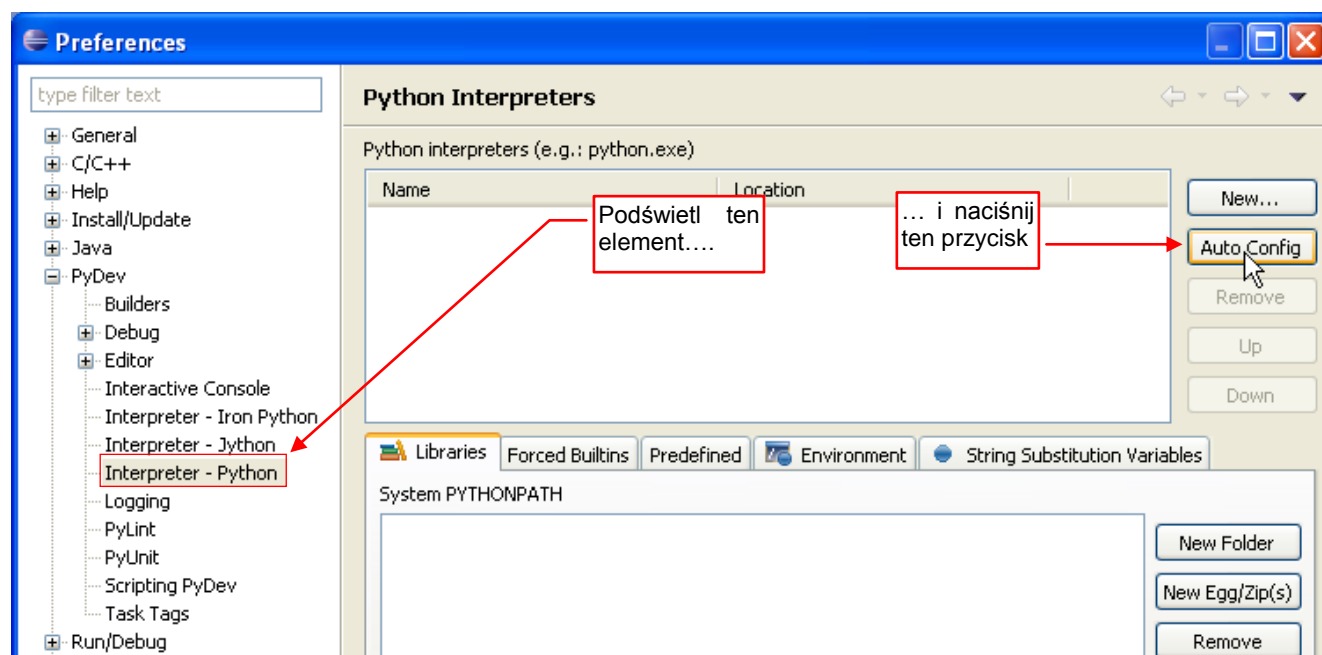 Preferences
type filter text
General
C/C++
Help
Install/Update
Java
PyDev
Builders
Debug
Editor
Interactive Console
Interpreter - Iron Python
Interpreter - Jython
Interpreter - Python
Logging
PyLint
PyUnit
Scripting PyDev
Task Tags
Run/Debug
Python Interpreters
Python interpreters (e.g.: python.exe)
Name Location
Podświetl ten
element….
… i naciśnij
ten przycisk
New...
Auto Config
Remove
Up
Down
Libraries Forced Builtins Predefined Environment String Substitution Variables
System PYTHONPATH
New Folder
New Egg/Zip(s)
Remove